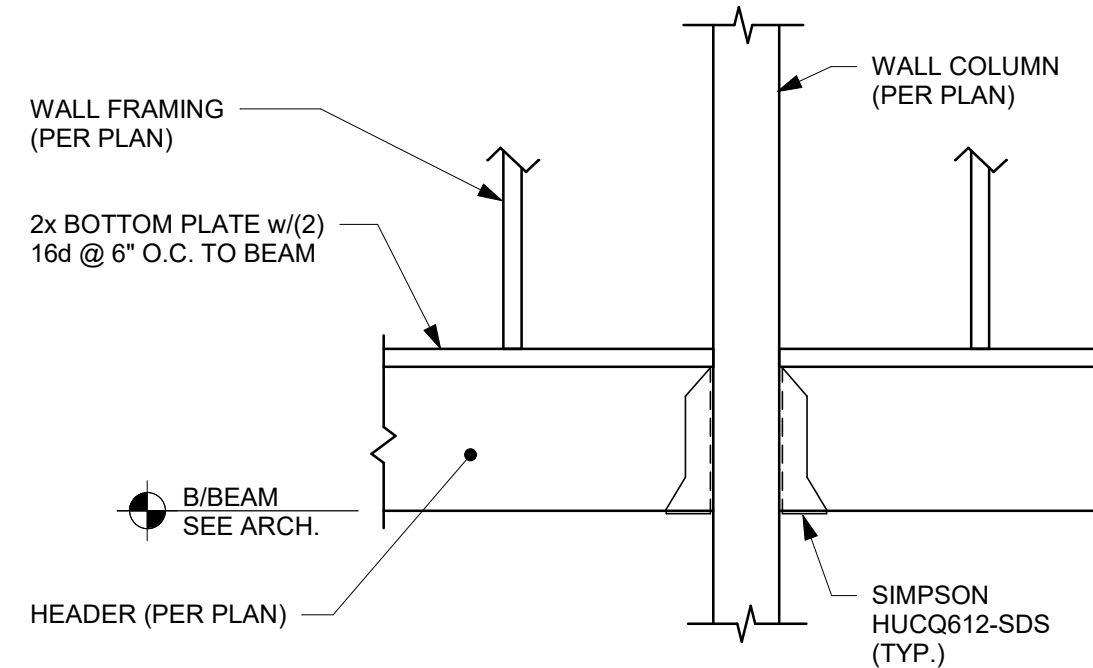 WALL FRAMING
(PER PLAN)
2x BOTTOM PLATE w/(2)
16d @ 6" O.C. TO BEAM
B/BEAM
SEE ARCH.
HEADER (PER PLAN)
WALL COLUMN
(PER PLAN)
SIMPSON
HUCQ612-SDS
(TYP.)